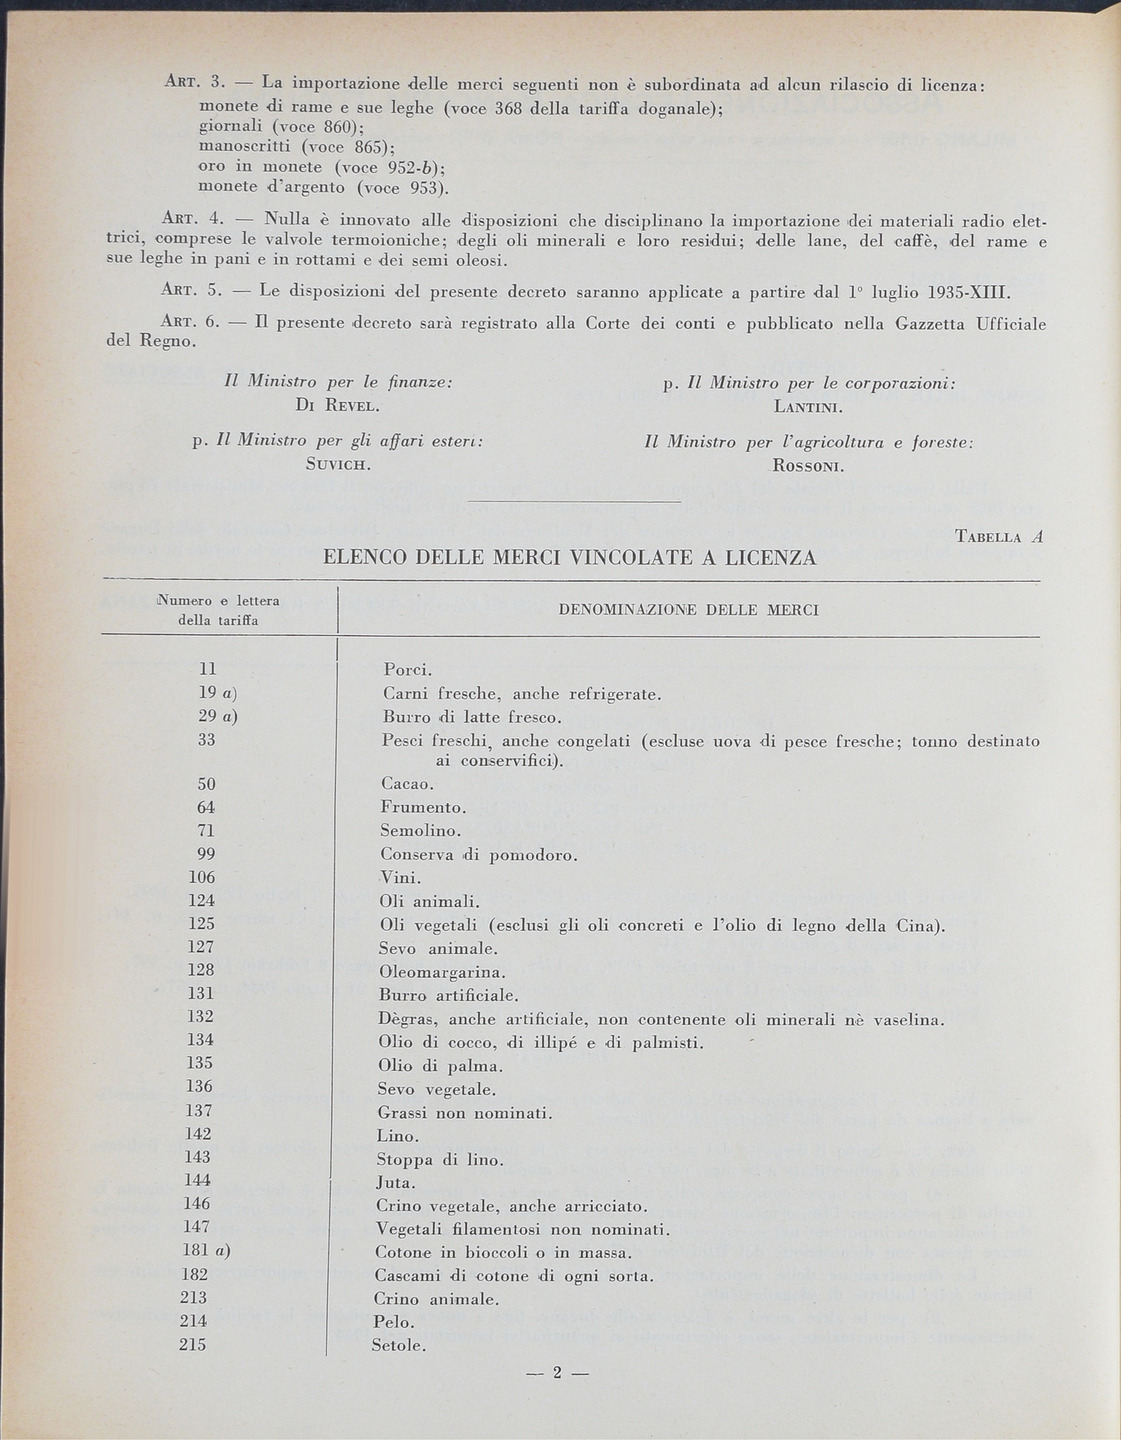 ART. 3. — La importazione delle merci seguenti non è subordinata ad alcun rilascio di licenza:
monete di rame e sue leghe (voce 368 della tariffa doganale);
giornali (voce 860);
manoscritti (voce 865);
oro in monete (voce 952-b);
monete d'argento (voce 953).
ART. 4. — Nulla è innovato alle disposizioni che disciplinano la importazione dei materiali radio elet-
trici, comprese le valvole termoioniche; degli oli minerali e loro residui; delle lane, del caffè, del rame e
sue leghe in pani e in rottami e dei semi oleosi.
ART. 5. — Le disposizioni del presente decreto saranno applicate a partire dal 1° luglio 1935-XIII.
ART. 6. — Il presente decreto sarà registrato alla Corte dei conti e pubblicato nella Gazzetta Ufficiale
del Regno.
Il Ministro per le finanze:
DI REVEL.
p. Il Ministro per le corporazioni:
LANTINI.
p. Il Ministro per gli affari esteri:
SUVICH.
Il Ministro per l'agricoltura e foreste:
ROSSONI.
TABELLA A
ELENCO DELLE MERCI VINCOLATE A LICENZA
Numero e lettera
della tariffa
DENOMINAZIONE DELLE MERCI
11 Porci.
19 a) Carni fresche, anche refrigerate.
29 a) Burro di latte fresco.
33 Pesci freschi, anche congelati (escluse uova di pesce fresche; tonno destinato
ai conservifici).
50 Cacao.
64 Frumento.
71 Semolino.
99 Conserva di pomodoro.
106 Vini.
124 Oli animali.
125 Oli vegetali (esclusi gli oli concreti e l'olio di legno della Cina).
127 Sevo animale.
128 Oleomargarina.
131 Burro artificiale.
132 Dègras, anche artificiale, non contenente oli minerali nè vaselina.
134 Olio di cocco, di illipé e di palmisti.
135 Olio di palma.
136 Sevo vegetale.
137 Grassi non nominati.
142 Lino.
143 Stoppa di lino.
144 Juta.
146 Crino vegetale, anche arricciato.
147 Vegetali filamentosi non nominati.
181 a) Cotone in bioccoli o in massa.
182 Cascami di cotone di ogni sorta.
213 Crino animale.
214 Pelo.
215 Setole.
— 2 —